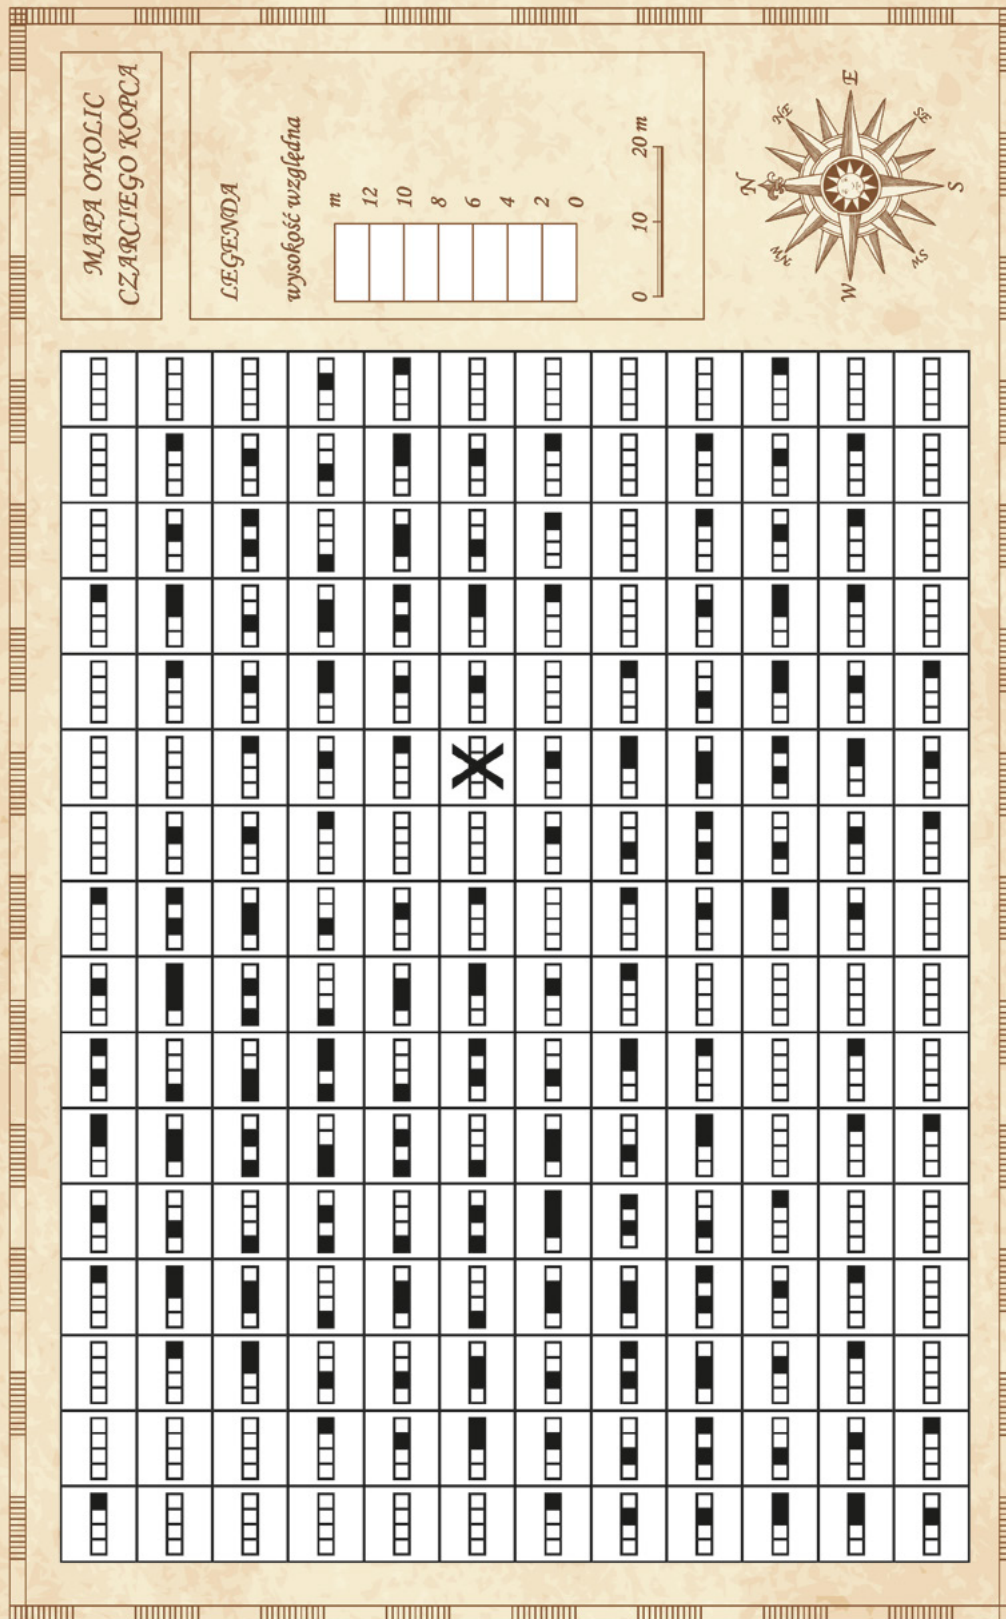 MAPA OKOLIC
CZARCIEGO KOPCA
LEGENDA
wysokość względna
m
12
10
8
6
4
2
0
0 10 20 m
N
NE
E
SE
S
SW
W
NW
X